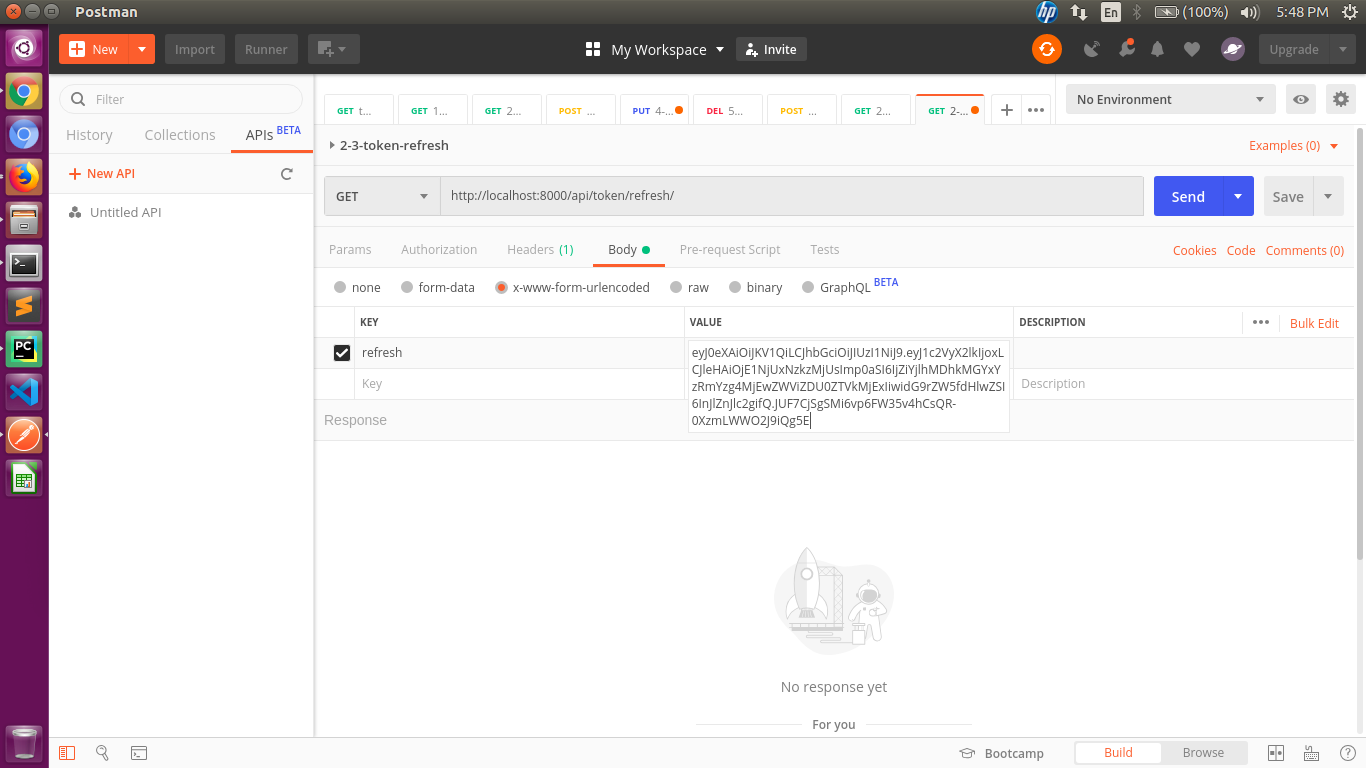 Postman
hp
En
(100%)
5:48 PM
New
Import
Runner
My Workspace
Invite
Upgrade
Filter
History
Collections
APIs BETA
New API
Untitled API
GET t...
GET 1...
GET 2...
POST ...
PUT 4-...
DEL 5...
POST ...
GET 2...
GET 2-...
No Environment
2-3-token-refresh
Examples (0)
GET
http://localhost:8000/api/token/refresh/
Send
Save
Params
Authorization
Headers (1)
Body
Pre-request Script
Tests
Cookies
Code
Comments (0)
none
form-data
x-www-form-urlencoded
raw
binary
GraphQL BETA
KEY
VALUE
DESCRIPTION
Bulk Edit
refresh
eyJ0eXAiOiJKV1QiLCJhbGciOiJIUzI1NiJ9.eyJ1c2VyX2lkIjoxL
CJleHAiOjE1NjUxNzkzMjUsImp0aSI6IjZiYjlhMDhkMGYxY
zRmYzg4MjEwZWViZDU0ZTVkMjExIiwidG9rZW5fdHlwZSI
6InJlZnJlc2gifQ.JUF7CjSgSMi6vp6FW35v4hCsQR-
0XzmLWWO2J9iQg5E
Key
Description
Response
No response yet
For you
Bootcamp
Build
Browse